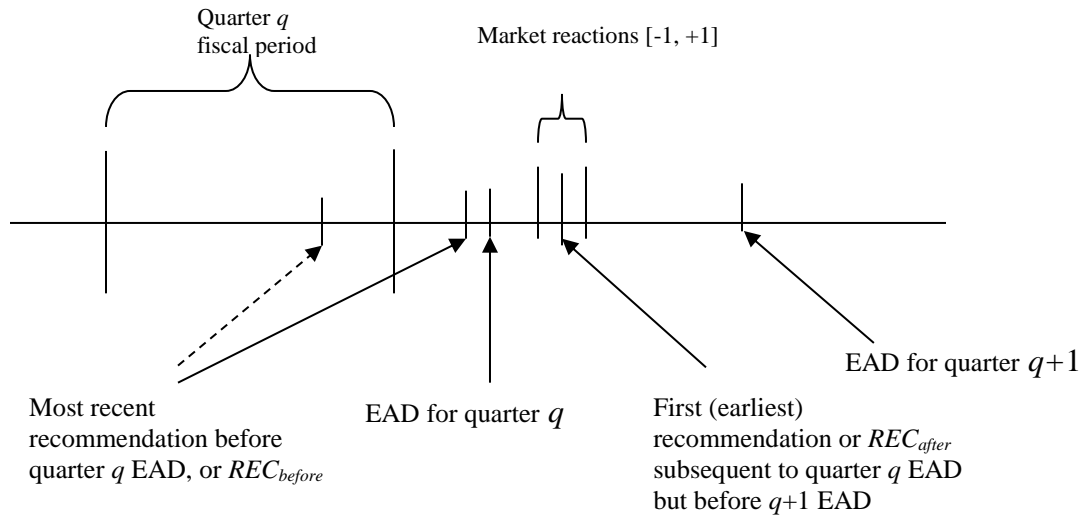 Quarter q
fiscal period
Market reactions [-1, +1]
EAD for quarter q+1
Most recent
recommendation before
quarter q EAD, or REC_before
EAD for quarter q
First (earliest)
recommendation or REC_after
subsequent to quarter q EAD
but before q+1 EAD